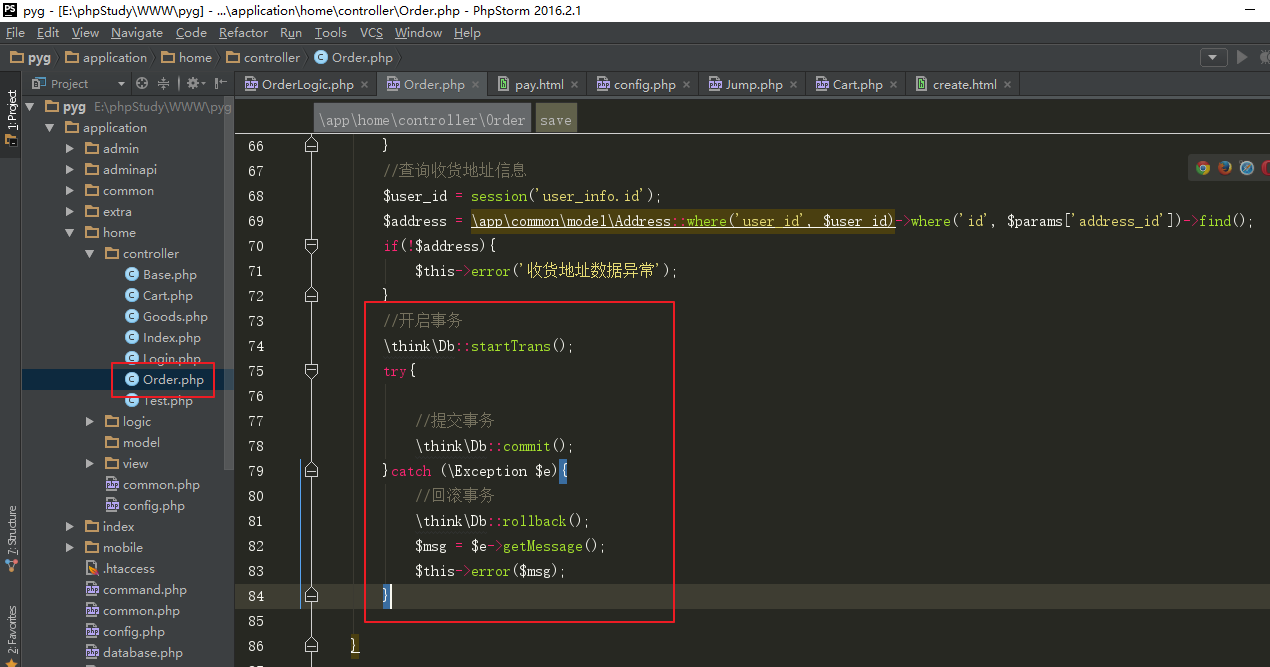 pyg - [E:\phpStudy\WWW\pyg] - ...\application\home\controller\Order.php - PhpStorm 2016.2.1
File Edit View Navigate Code Refactor Run Tools VCS Window Help
pyg application home controller Order.php
Project OrderLogic.php Order.php pay.html config.php Jump.php Cart.php create.html
1: Project
7: Structure
2: Favorites
pyg E:\phpStudy\WWW\pyg
application
admin
adminapi
common
extra
home
controller
Base.php
Cart.php
Goods.php
Index.php
Login.php
Order.php
Test.php
logic
model
view
common.php
config.php
index
mobile
.htaccess
command.php
common.php
config.php
database.php
\app\home\controller\Order save
66 }
67 //查询收货地址信息
68 $user_id = session('user_info.id');
69 $address = \app\common\model\Address::where('user_id', $user_id)->where('id', $params['address_id'])->find();
70 if(!$address){
71 $this->error('收货地址数据异常');
72 }
73 //开启事务
74 \think\Db::startTrans();
75 try{
76
77 //提交事务
78 \think\Db::commit();
79 }catch (\Exception $e){
80 //回滚事务
81 \think\Db::rollback();
82 $msg = $e->getMessage();
83 $this->error($msg);
84 }
85
86 }